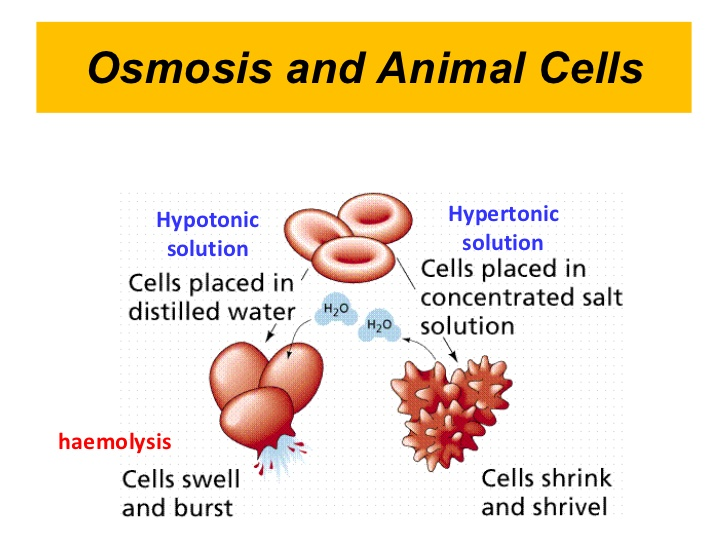 Osmosis and Animal Cells
Hypotonic
solution
Cells placed in
distilled water
Hypertonic
solution
Cells placed in
concentrated salt
solution
H₂O
H₂O
haemolysis
Cells swell
and burst
Cells shrink
and shrivel